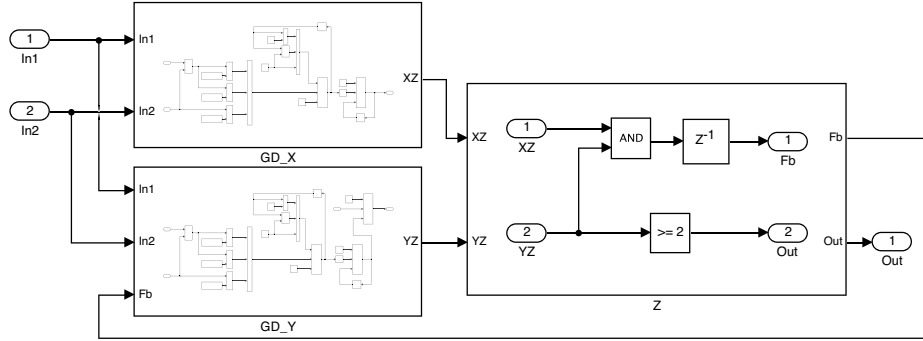 1
In1
2
In2
In1
In2
XZ
GD_X
In1
In2
Fb
YZ
GD_Y
XZ
YZ
1
XZ
2
YZ
AND
Z-1
>= 2
1
Fb
2
Out
Fb
Out
Z
1
Out